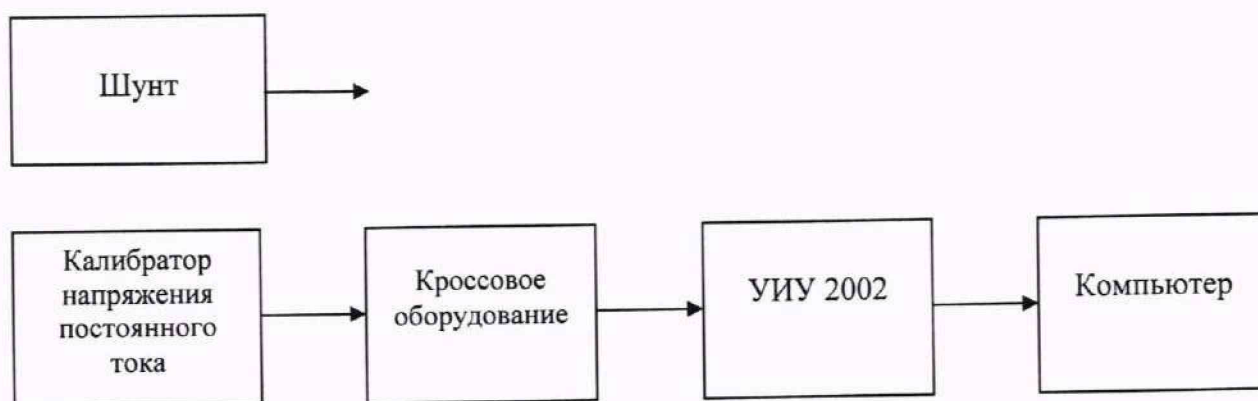 Шунт
Калибратор
напряжения
постоянного
тока
Кроссовое
оборудование
УИУ 2002
Компьютер